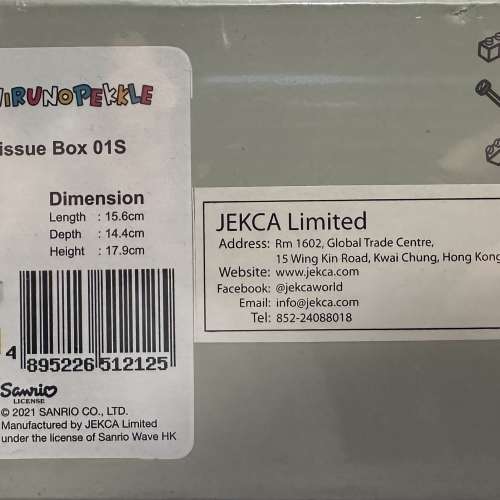 HIRUNOPEKKLE
issue Box 01S
Dimension
Length : 15.6cm
Depth : 14.4cm
Height : 17.9cm
4 895226 512125
Sanrio
LICENSE
© 2021 SANRIO CO., LTD.
Manufactured by JEKCA Limited
under the license of Sanrio Wave HK
JEKCA Limited
Address: Rm 1602, Global Trade Centre,
15 Wing Kin Road, Kwai Chung, Hong Kong
Website: www.jekca.com
Facebook: @jekcaworld
Email: info@jekca.com
Tel: 852-24088018